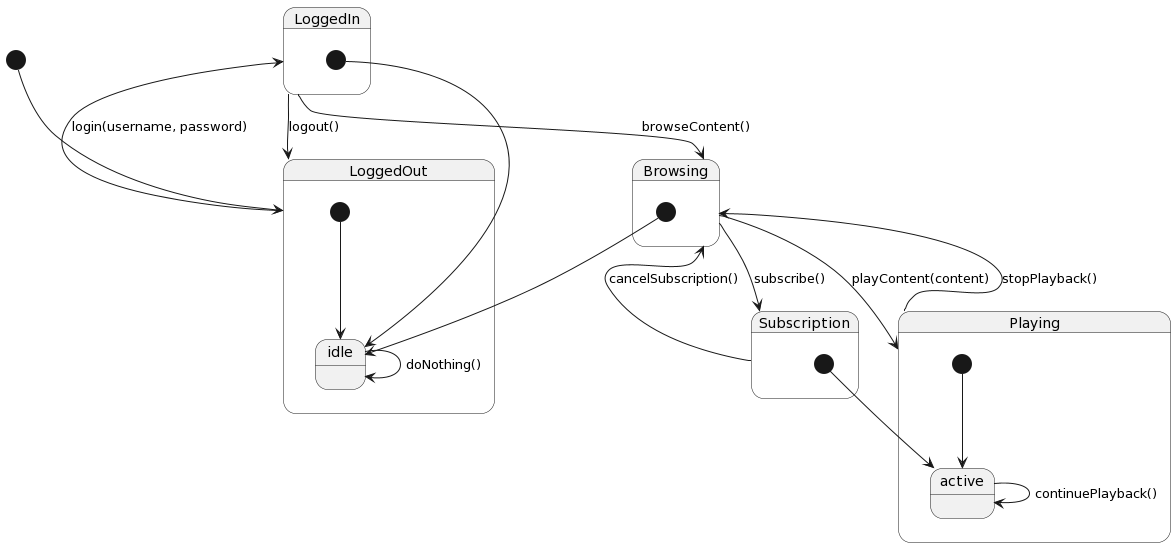 LoggedIn
login(username, password)
logout()
browseContent()
LoggedOut
Browsing
cancelSubscription()
subscribe()
playContent(content)
stopPlayback()
Subscription
Playing
idle
doNothing()
active
continuePlayback()